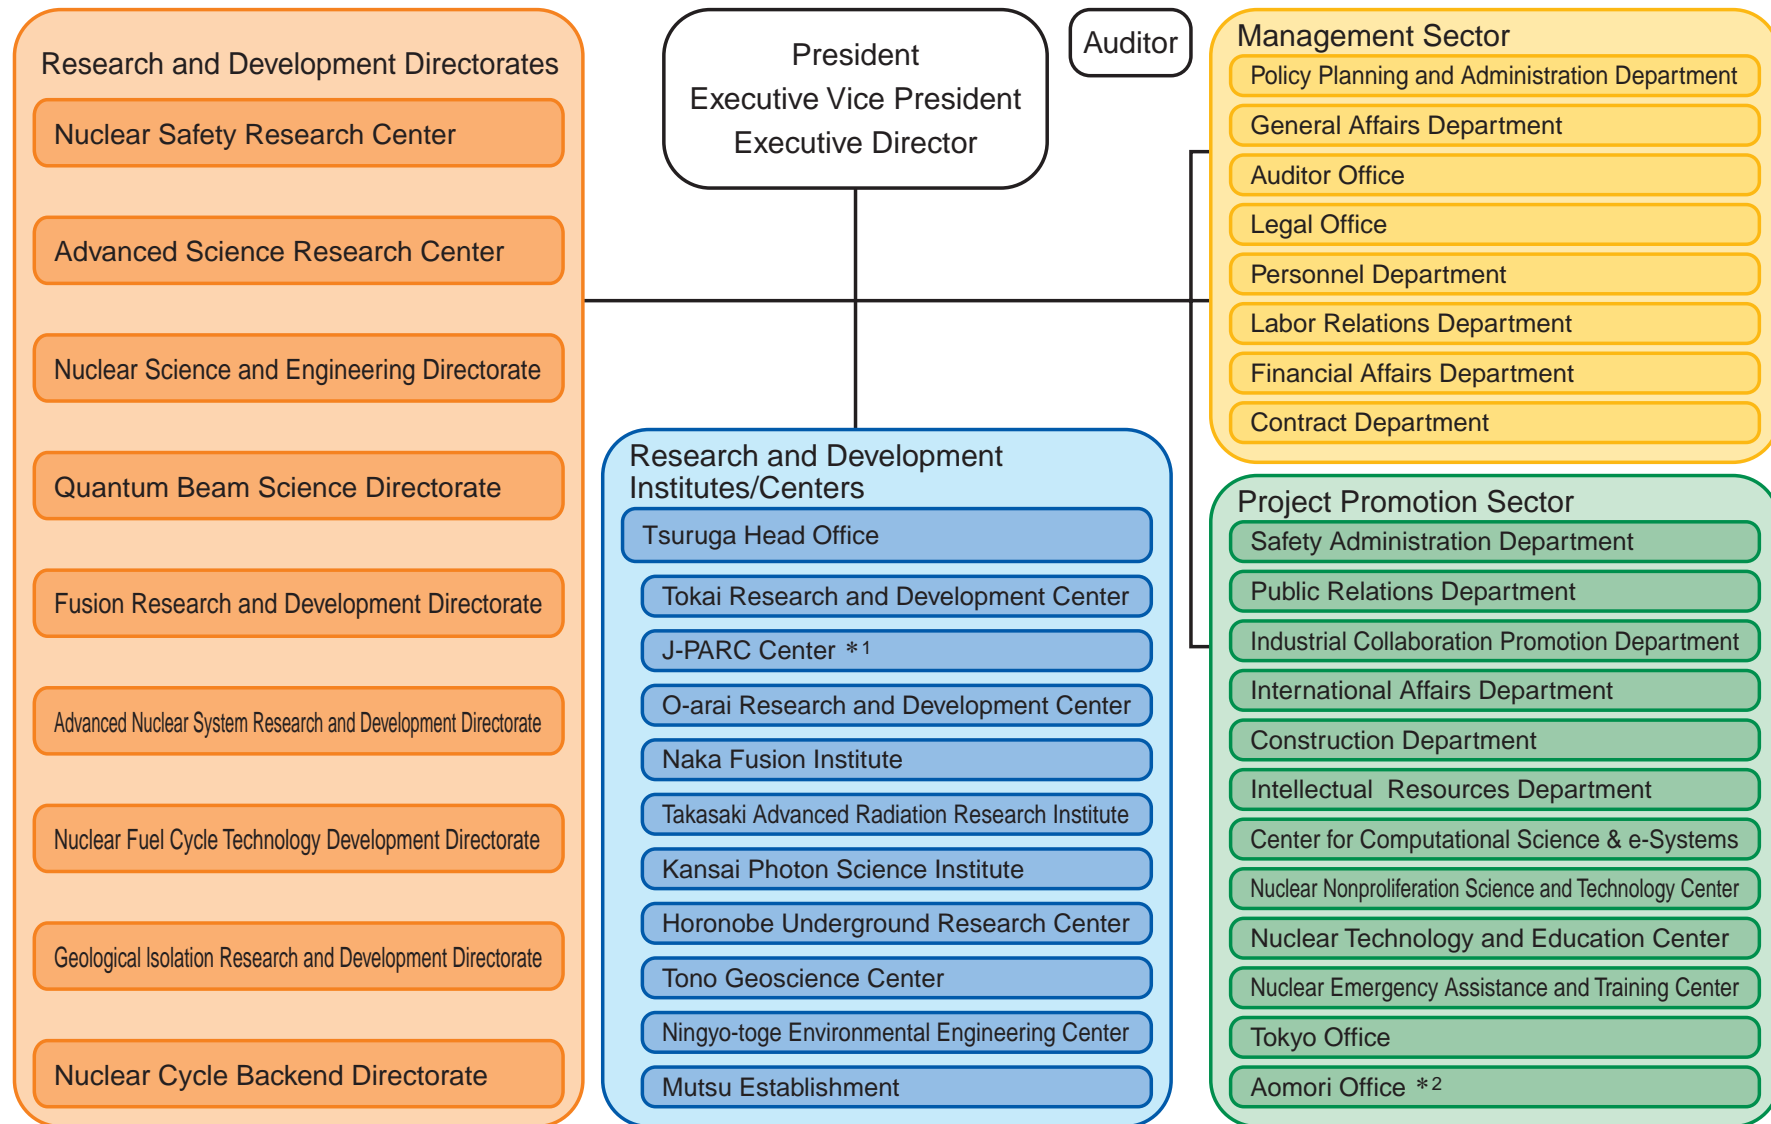 Research and Development Directorates
Nuclear Safety Research Center
Advanced Science Research Center
Nuclear Science and Engineering Directorate
Quantum Beam Science Directorate
Fusion Research and Development Directorate
Advanced Nuclear System Research and Development Directorate
Nuclear Fuel Cycle Technology Development Directorate
Geological Isolation Research and Development Directorate
Nuclear Cycle Backend Directorate
President
Executive Vice President
Executive Director
Auditor
Research and Development
Institutes/Centers
Tsuruga Head Office
Tokai Research and Development Center
J-PARC Center *1
O-arai Research and Development Center
Naka Fusion Institute
Takasaki Advanced Radiation Research Institute
Kansai Photon Science Institute
Horonobe Underground Research Center
Tono Geoscience Center
Ningyo-toge Environmental Engineering Center
Mutsu Establishment
Management Sector
Policy Planning and Administration Department
General Affairs Department
Auditor Office
Legal Office
Personnel Department
Labor Relations Department
Financial Affairs Department
Contract Department
Project Promotion Sector
Safety Administration Department
Public Relations Department
Industrial Collaboration Promotion Department
International Affairs Department
Construction Department
Intellectual Resources Department
Center for Computational Science & e-Systems
Nuclear Nonproliferation Science and Technology Center
Nuclear Technology and Education Center
Nuclear Emergency Assistance and Training Center
Tokyo Office
Aomori Office *2